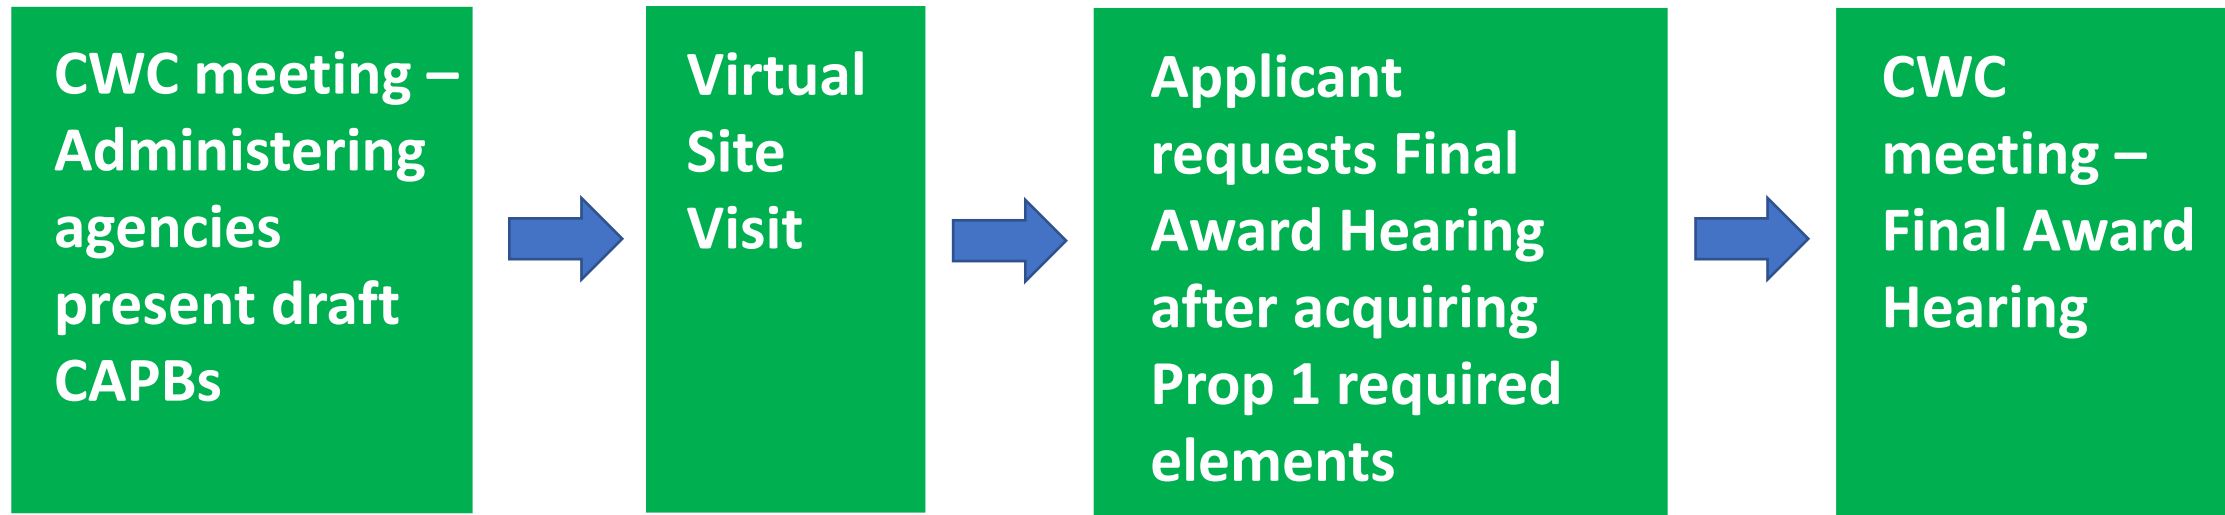 CWC meeting –
Administering
agencies
present draft
CAPBs
Virtual
Site
Visit
Applicant
requests Final
Award Hearing
after acquiring
Prop 1 required
elements
CWC
meeting –
Final Award
Hearing